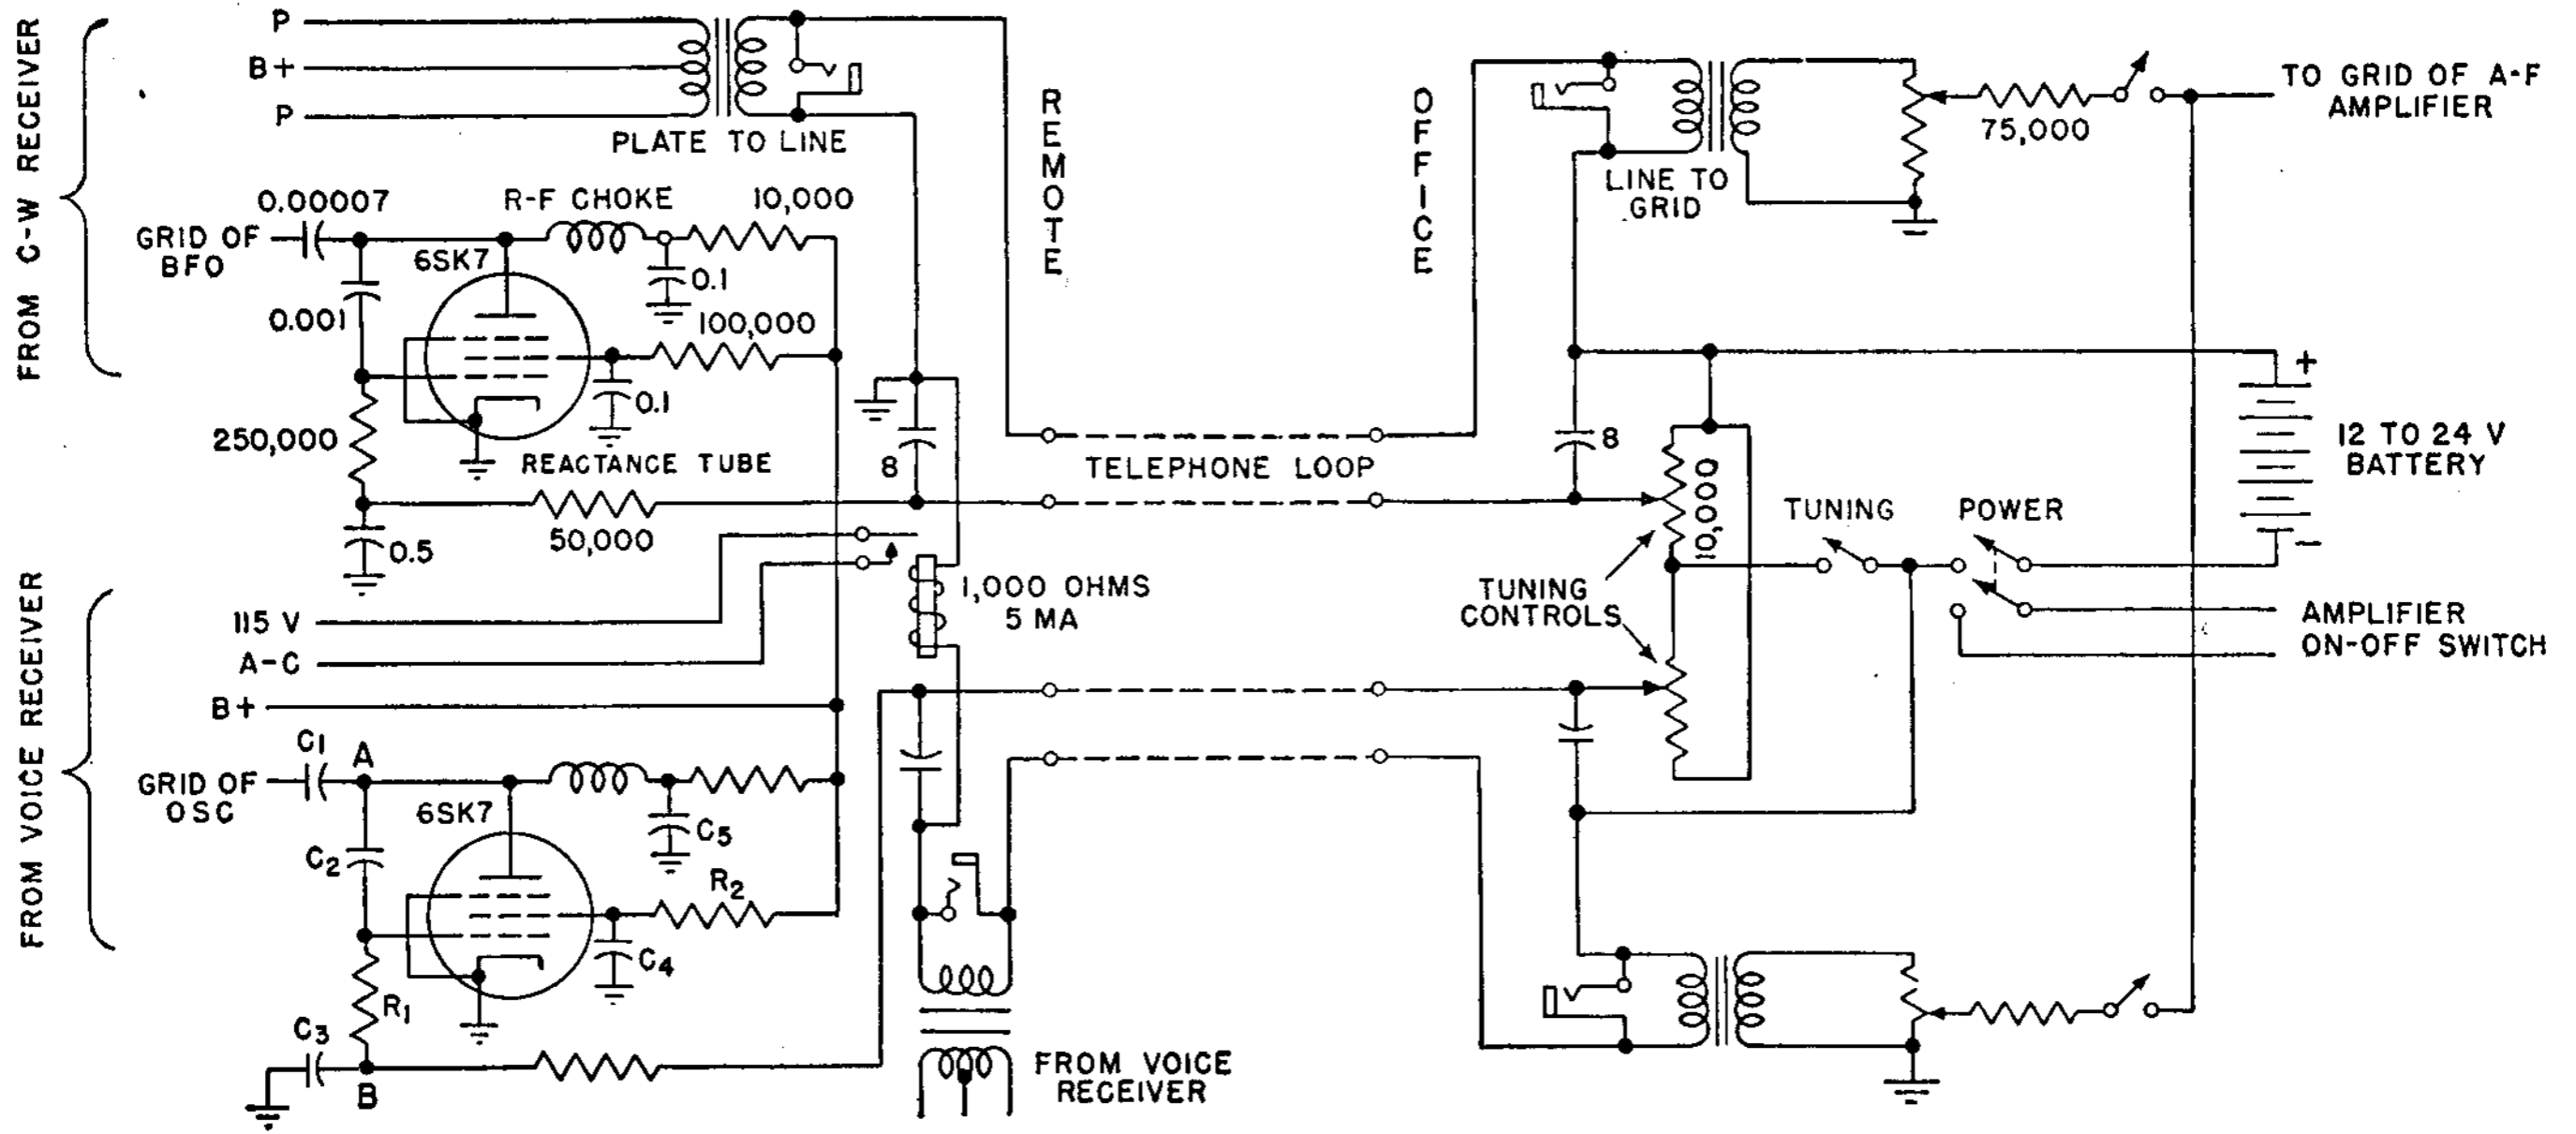 FROM C-W RECEIVER
P
B+
P
PLATE TO LINE
0.00007
R-F CHOKE
10,000
GRID OF
BFO
6SK7
0.1
0.001
100,000
0.1
250,000
REACTANCE TUBE
8
50,000
0.5
REMOTE
OFFICE
TELEPHONE LOOP
LINE TO
GRID
75,000
TO GRID OF A-F
AMPLIFIER
8
10,000
+
12 TO 24 V
BATTERY
−
TUNING
POWER
TUNING
CONTROLS
AMPLIFIER
ON-OFF SWITCH
FROM VOICE RECEIVER
115 V
A-C
1,000 OHMS
5 MA
B+
C1
A
GRID OF
OSC
6SK7
C5
C2
R2
C4
R1
C3
B
FROM VOICE
RECEIVER